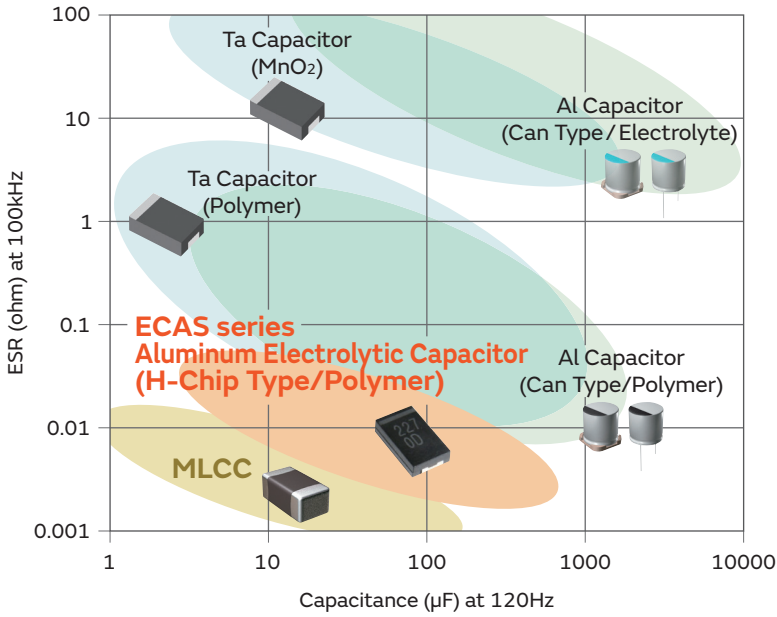 100
10
1
0.1
0.01
0.001
ESR (ohm) at 100kHz
Ta Capacitor
(MnO₂)
Al Capacitor
(Can Type/Electrolyte)
Ta Capacitor
(Polymer)
ECAS series
Aluminum Electrolytic Capacitor
(H-Chip Type/Polymer)
Al Capacitor
(Can Type/Polymer)
227
0D
MLCC
1
10
100
1000
10000
Capacitance (µF) at 120Hz